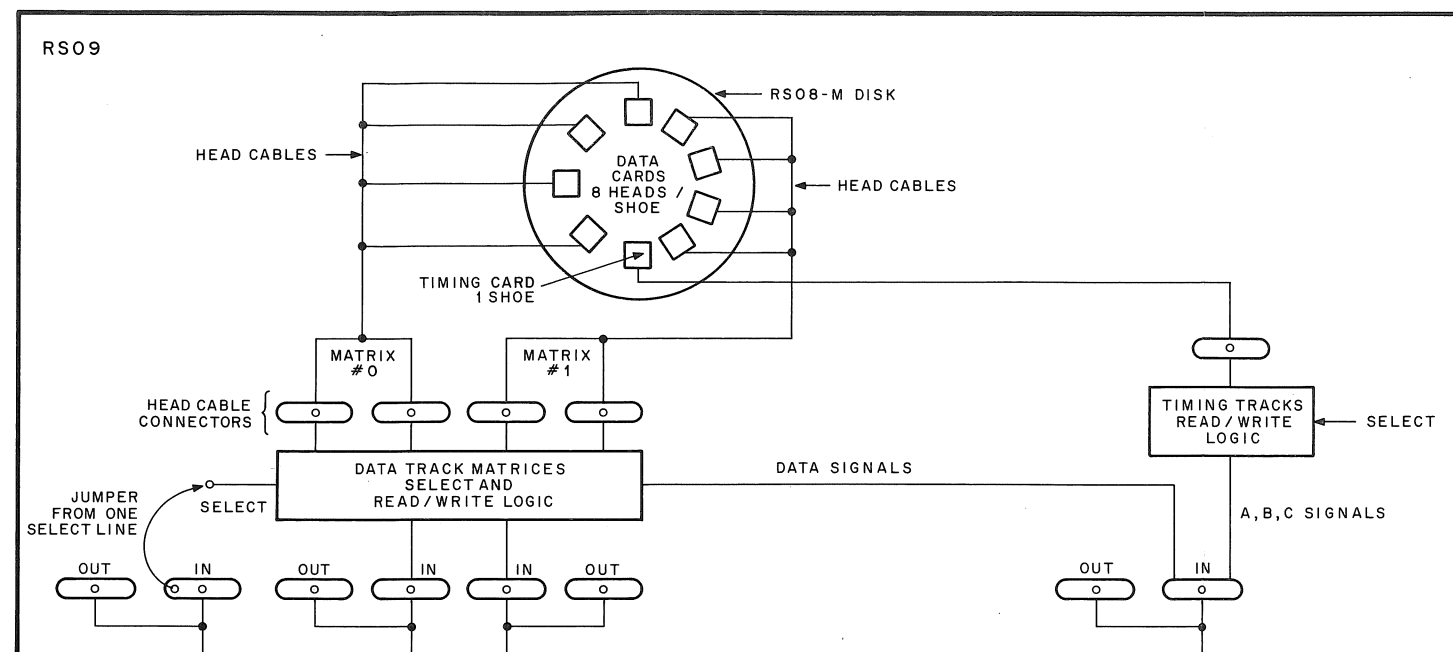 RS09
RS08-M DISK
HEAD CABLES
DATA
CARDS
8 HEADS /
SHOE
HEAD CABLES
TIMING CARD
1 SHOE
MATRIX
#0
MATRIX
#1
HEAD CABLE
CONNECTORS
TIMING TRACKS
READ/WRITE
LOGIC
SELECT
DATA TRACK MATRICES
SELECT AND
READ/WRITE LOGIC
DATA SIGNALS
JUMPER
FROM ONE
SELECT LINE
SELECT
A,B,C SIGNALS
OUT
IN
OUT
IN
IN
OUT
OUT
IN